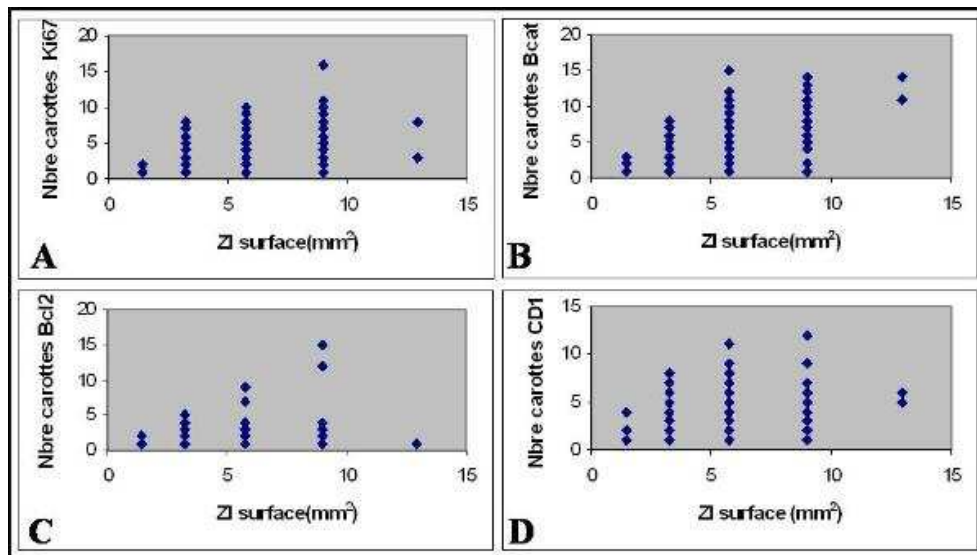 Nbre carottes Ki67
20
15
10
5
0
0 5 10 15
ZI surface(mm²)
A
Nbre carottes Bcat
20
15
10
5
0
0 5 10 15
ZI surface(mm²)
B
Nbre carottes Bcl2
20
15
10
5
0
0 5 10 15
ZI surface(mm²)
C
Nbre carottes CD1
15
10
5
0
0 5 10 15
ZI surface (mm²)
D